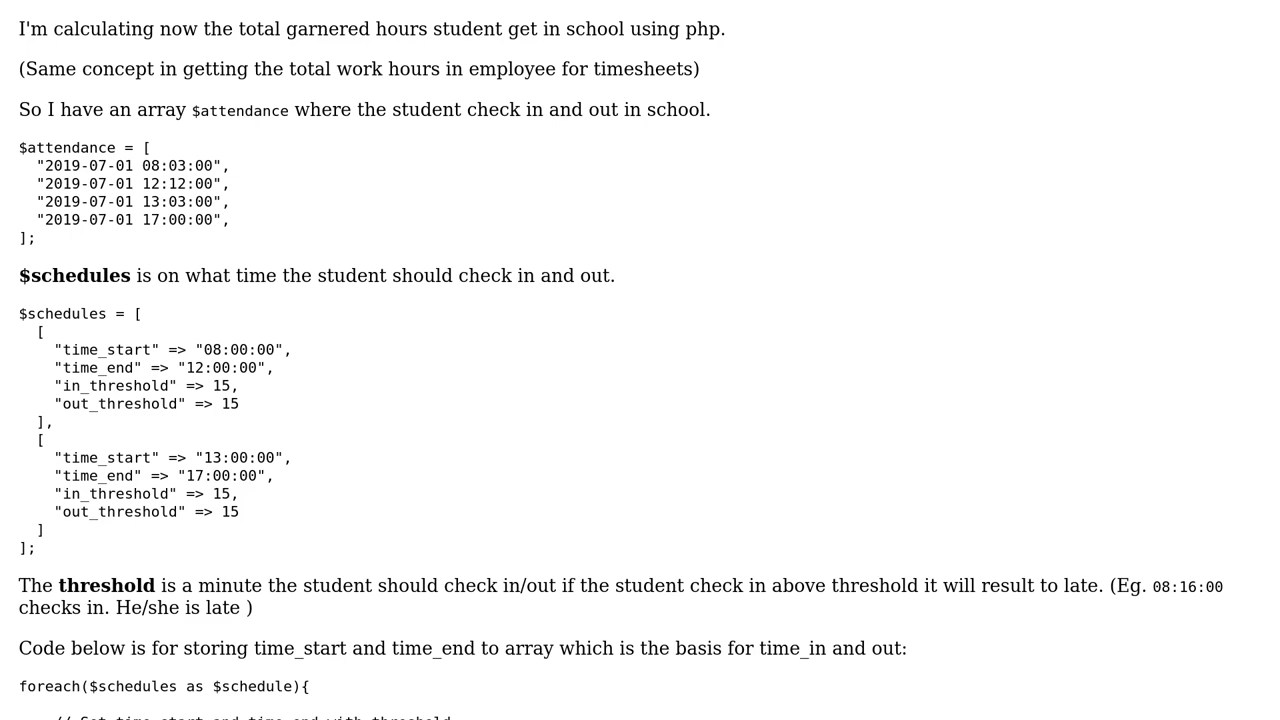 I'm calculating now the total garnered hours student get in school using php.
(Same concept in getting the total work hours in employee for timesheets)
So I have an array $attendance where the student check in and out in school.
$attendance = [
  "2019-07-01 08:03:00",
  "2019-07-01 12:12:00",
  "2019-07-01 13:03:00",
  "2019-07-01 17:00:00",
];
$schedules is on what time the student should check in and out.
$schedules = [
  [
    "time_start" => "08:00:00",
    "time_end" => "12:00:00",
    "in_threshold" => 15,
    "out_threshold" => 15
  ],
  [
    "time_start" => "13:00:00",
    "time_end" => "17:00:00",
    "in_threshold" => 15,
    "out_threshold" => 15
  ]
];
The threshold is a minute the student should check in/out if the student check in above threshold it will result to late. (Eg. 08:16:00
checks in. He/she is late )
Code below is for storing time_start and time_end to array which is the basis for time_in and out:
foreach($schedules as $schedule){
    // Set time start and time end with threshold